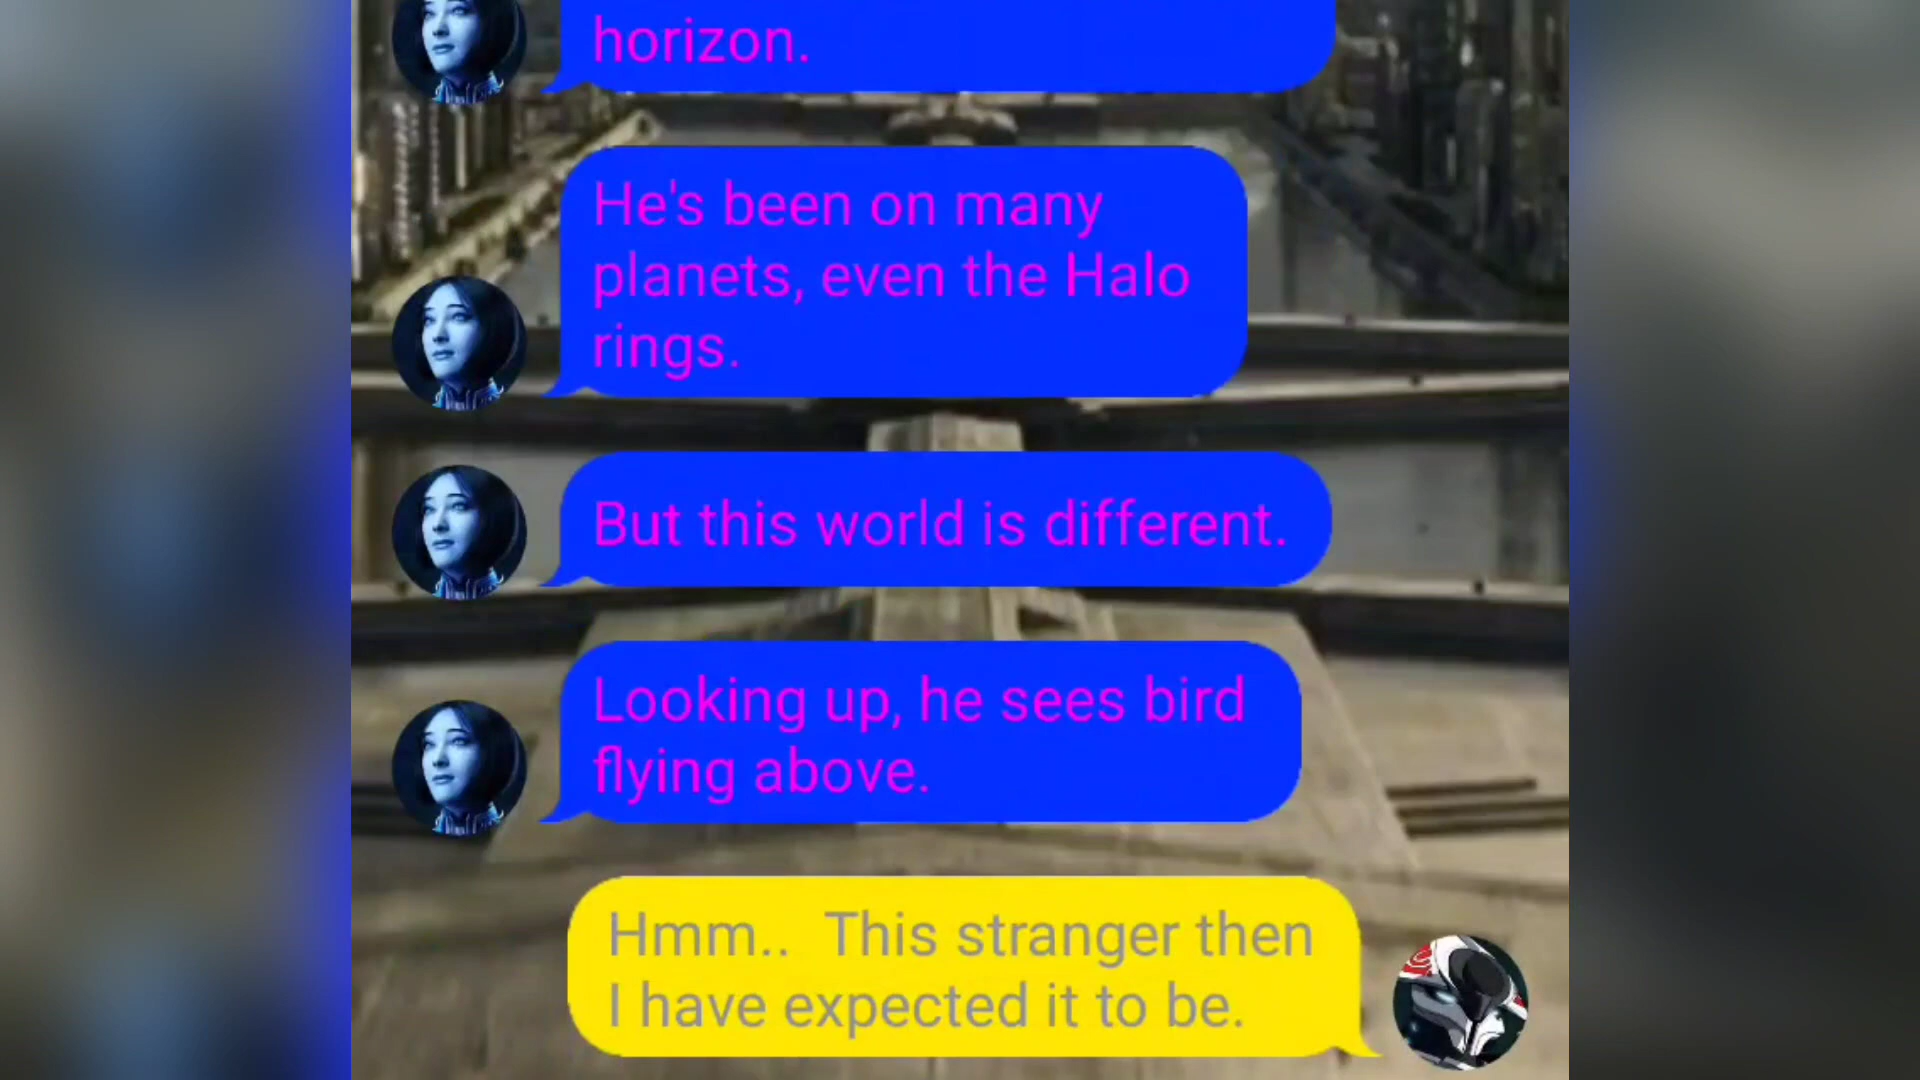 horizon.
He's been on many
planets, even the Halo
rings.
But this world is different.
Looking up, he sees bird
flying above.
Hmm.. This stranger then
I have expected it to be.